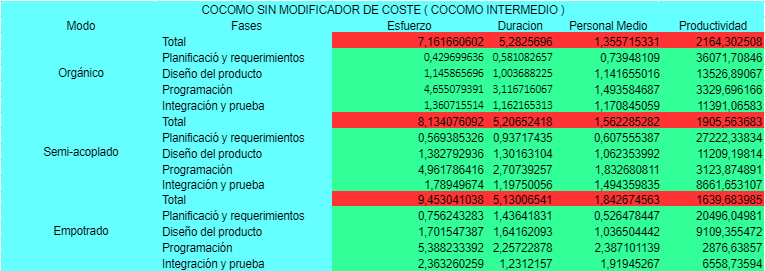 COCOMO SIN MODIFICADOR DE COSTE ( COCOMO INTERMEDIO )
Modo Fases Esfuerzo Duracion Personal Medio Productividad
Total 7,161660602 5,2825696 1,355715331 2164,302508
Planificació y requerimientos 0,429699636 0,581082657 0,73948109 36071,70846
Orgánico Diseño del producto 1,145865696 1,003688225 1,141655016 13526,89067
Programación 4,655079391 3,116716067 1,493584687 3329,696166
Integración y prueba 1,360715514 1,162165313 1,170845059 11391,06583
Total 8,134076092 5,20652418 1,562285282 1905,563683
Planificació y requerimientos 0,569385326 0,93717435 0,607555387 27222,33834
Semi-acoplado Diseño del producto 1,382792936 1,30163104 1,062353992 11209,19814
Programación 4,961786416 2,70739257 1,832680811 3123,874891
Integración y prueba 1,78949674 1,19750056 1,494359835 8661,653107
Total 9,453041038 5,13006541 1,842674563 1639,683985
Planificació y requerimientos 0,756243283 1,43641831 0,526478447 20496,04981
Empotrado Diseño del producto 1,701547387 1,64162093 1,036504442 9109,355472
Programación 5,388233392 2,25722878 2,387101139 2876,63857
Integración y prueba 2,363260259 1,2312157 1,91945267 6558,73594